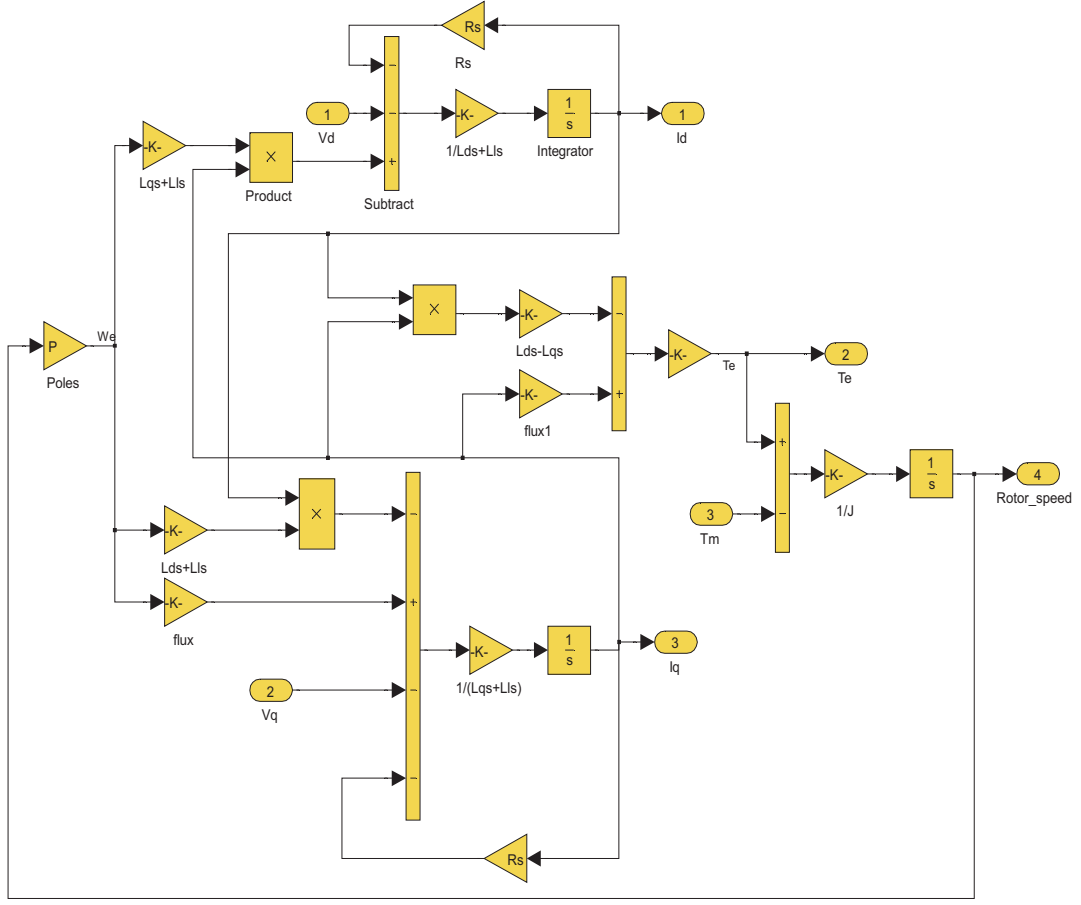 Rs
Rs
−
1
Vd
−
-K-
1/Lds+Lls
1
s
Integrator
1
Id
-K-
Lqs+Lls
×
Product
+
Subtract
×
-K-
Lds-Lqs
−
P
Poles
We
-K-
Te
2
Te
-K-
flux1
+
+
-K-
1/J
1
s
4
Rotor_speed
3
Tm
−
×
−
-K-
Lds+Lls
-K-
flux
+
-K-
1/(Lqs+Lls)
1
s
3
Iq
2
Vq
−
−
Rs